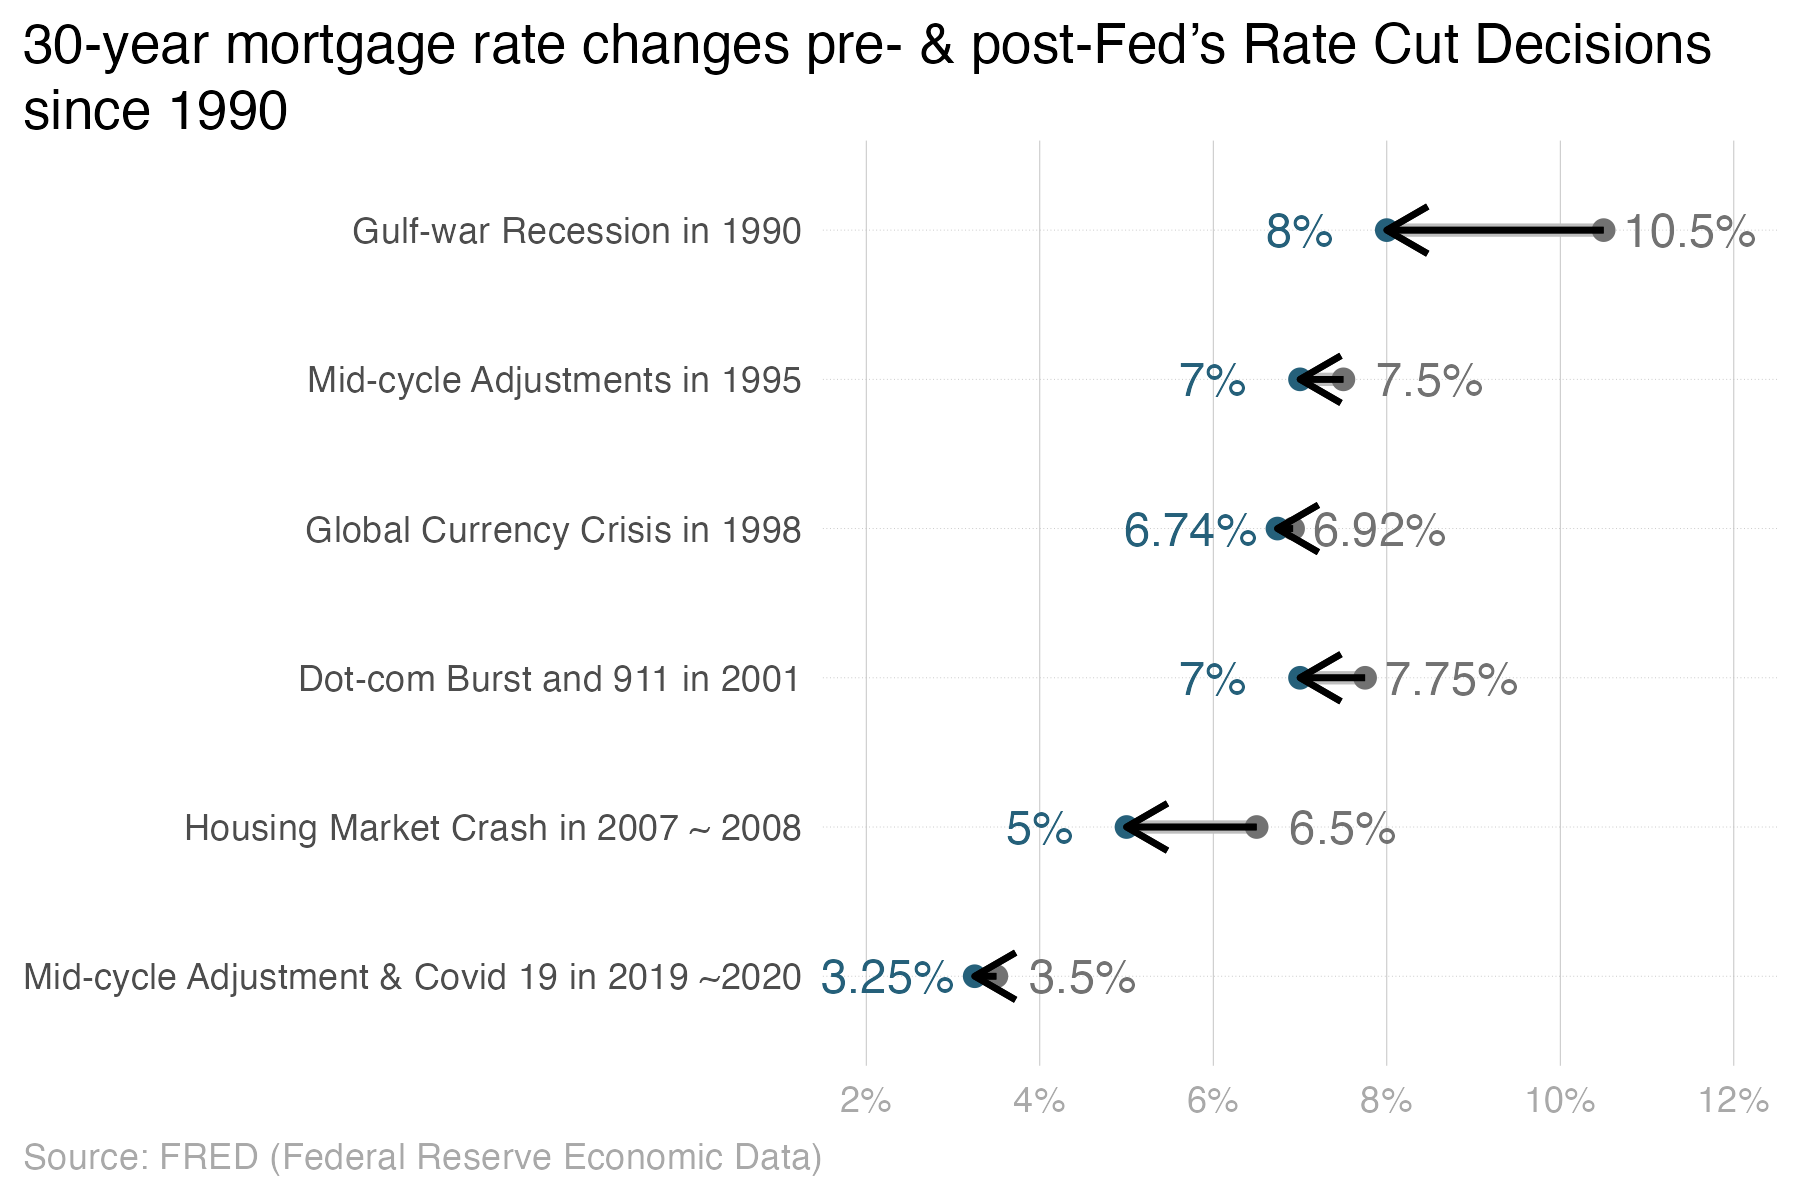 30-year mortgage rate changes pre- & post-Fed’s Rate Cut Decisions
since 1990
Gulf-war Recession in 1990 8% 10.5%
Mid-cycle Adjustments in 1995 7% 7.5%
Global Currency Crisis in 1998 6.74% 6.92%
Dot-com Burst and 911 in 2001 7% 7.75%
Housing Market Crash in 2007 ~ 2008 5% 6.5%
Mid-cycle Adjustment & Covid 19 in 2019 ~2020 3.25% 3.5%
2% 4% 6% 8% 10% 12%
Source: FRED (Federal Reserve Economic Data)